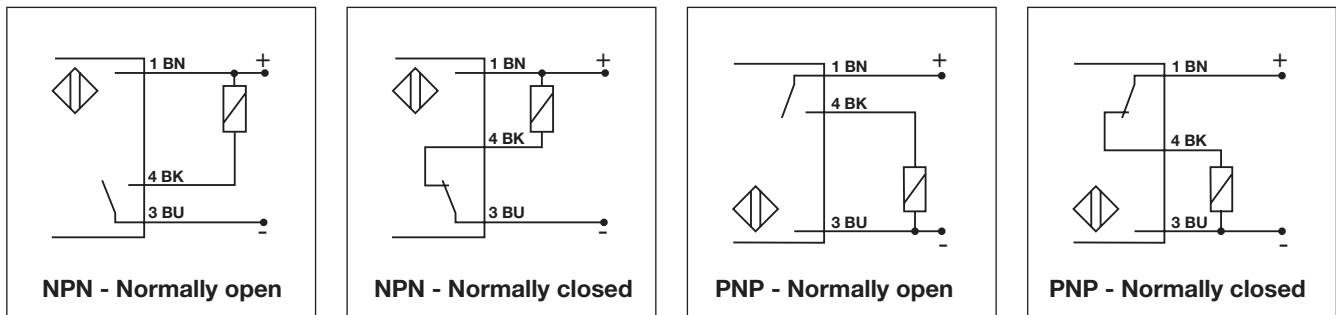 1 BN
+
4 BK
3 BU
-
NPN - Normally open
1 BN
+
4 BK
3 BU
-
NPN - Normally closed
1 BN
+
4 BK
3 BU
-
PNP - Normally open
1 BN
+
4 BK
3 BU
-
PNP - Normally closed